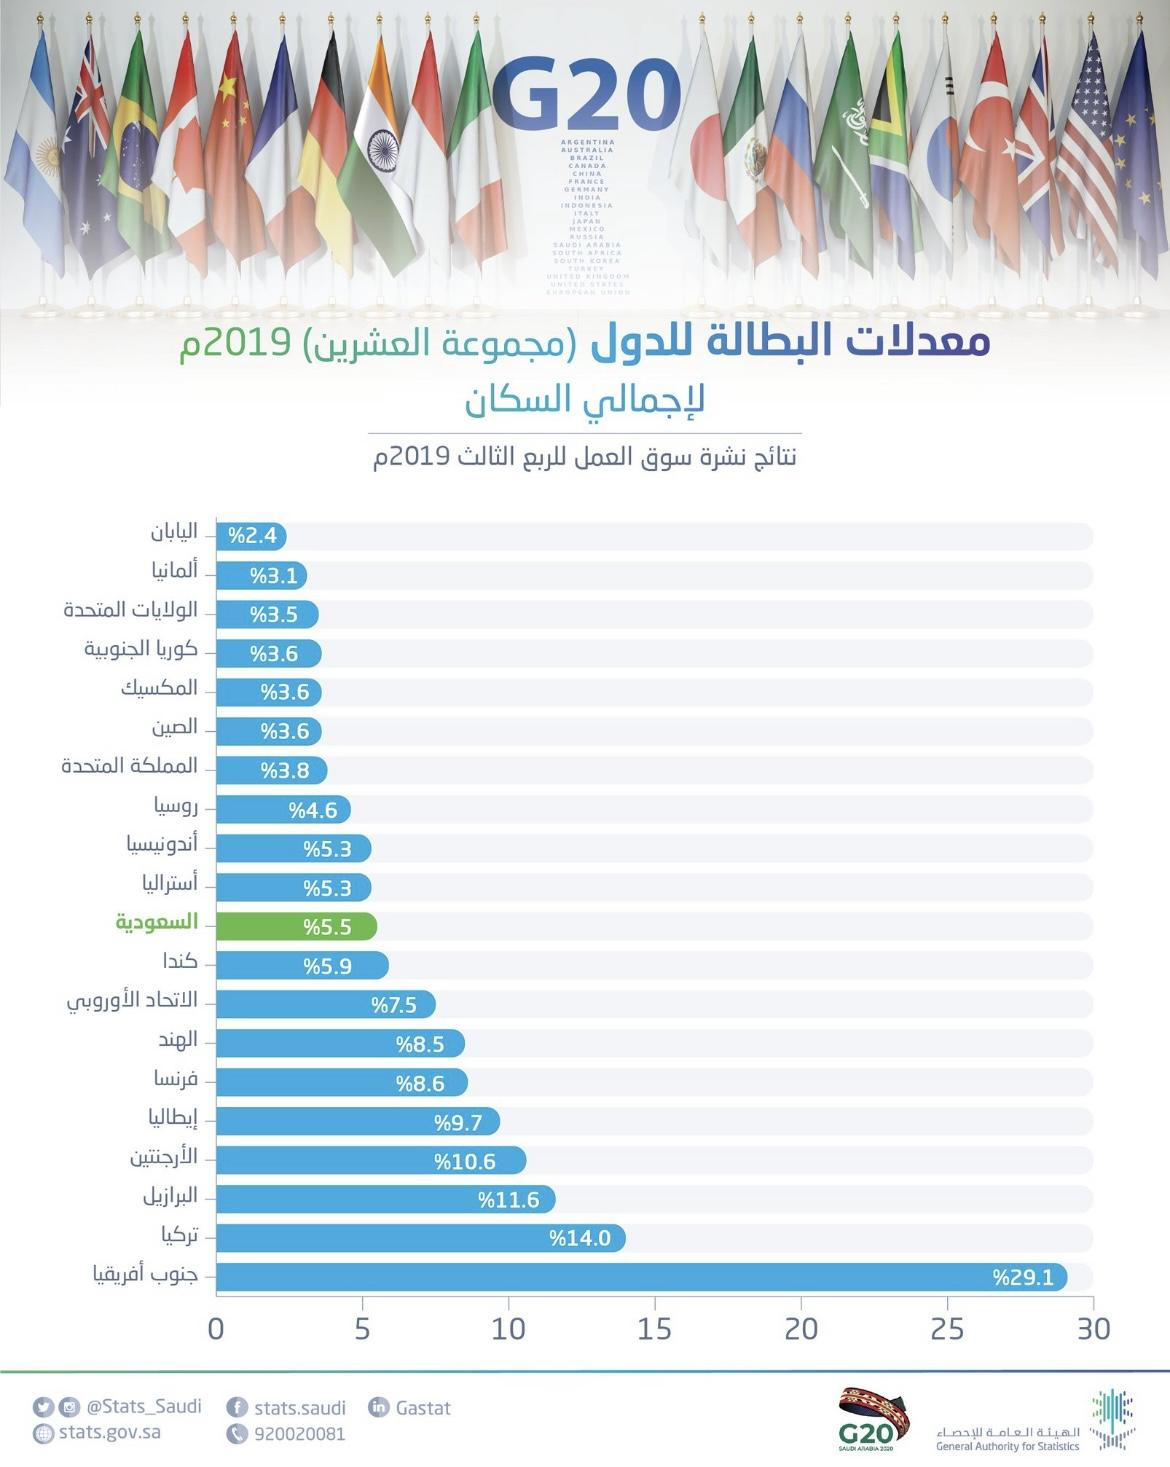 G20
ARGENTINA
AUSTRALIA
BRAZIL
CANADA
CHINA
FRANCE
GERMANY
INDIA
INDONESIA
ITALY
JAPAN
MEXICO
RUSSIA
SAUDI ARABIA
SOUTH AFRICA
SOUTH KOREA
TURKEY
UNITED KINGDOM
UNITED STATES
EUROPEAN UNION
معدلات البطالة للدول (مجموعة العشرين) 2019م
لإجمالي السكان
نتائج نشرة سوق العمل للربع الثالث 2019م
اليابان %2.4
ألمانيا %3.1
الولايات المتحدة %3.5
كوريا الجنوبية %3.6
المكسيك %3.6
الصين %3.6
المملكة المتحدة %3.8
روسيا %4.6
أندونيسيا %5.3
أستراليا %5.3
السعودية %5.5
كندا %5.9
الاتحاد الأوروبي %7.5
الهند %8.5
فرنسا %8.6
إيطاليا %9.7
الأرجنتين %10.6
البرازيل %11.6
تركيا %14.0
جنوب أفريقيا %29.1
0 5 10 15 20 25 30
@Stats_Saudi stats.saudi Gastat
stats.gov.sa 920020081
G20
SAUDI ARABIA 2020
الهيئة العامة للإحصاء
General Authority for Statistics